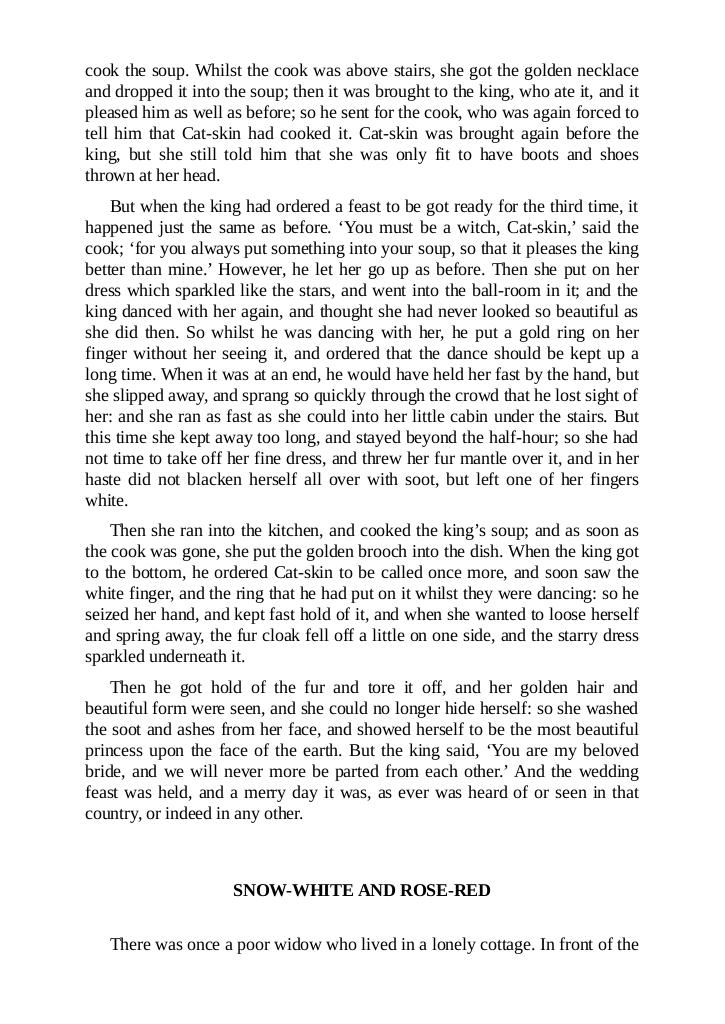 cook the soup. Whilst the cook was above stairs, she got the golden necklace
and dropped it into the soup; then it was brought to the king, who ate it, and it
pleased him as well as before; so he sent for the cook, who was again forced to
tell him that Cat-skin had cooked it. Cat-skin was brought again before the
king, but she still told him that she was only fit to have boots and shoes
thrown at her head.
But when the king had ordered a feast to be got ready for the third time, it
happened just the same as before. ‘You must be a witch, Cat-skin,’ said the
cook; ‘for you always put something into your soup, so that it pleases the king
better than mine.’ However, he let her go up as before. Then she put on her
dress which sparkled like the stars, and went into the ball-room in it; and the
king danced with her again, and thought she had never looked so beautiful as
she did then. So whilst he was dancing with her, he put a gold ring on her
finger without her seeing it, and ordered that the dance should be kept up a
long time. When it was at an end, he would have held her fast by the hand, but
she slipped away, and sprang so quickly through the crowd that he lost sight of
her: and she ran as fast as she could into her little cabin under the stairs. But
this time she kept away too long, and stayed beyond the half-hour; so she had
not time to take off her fine dress, and threw her fur mantle over it, and in her
haste did not blacken herself all over with soot, but left one of her fingers
white.
Then she ran into the kitchen, and cooked the king’s soup; and as soon as
the cook was gone, she put the golden brooch into the dish. When the king got
to the bottom, he ordered Cat-skin to be called once more, and soon saw the
white finger, and the ring that he had put on it whilst they were dancing: so he
seized her hand, and kept fast hold of it, and when she wanted to loose herself
and spring away, the fur cloak fell off a little on one side, and the starry dress
sparkled underneath it.
Then he got hold of the fur and tore it off, and her golden hair and
beautiful form were seen, and she could no longer hide herself: so she washed
the soot and ashes from her face, and showed herself to be the most beautiful
princess upon the face of the earth. But the king said, ‘You are my beloved
bride, and we will never more be parted from each other.’ And the wedding
feast was held, and a merry day it was, as ever was heard of or seen in that
country, or indeed in any other.
SNOW-WHITE AND ROSE-RED
There was once a poor widow who lived in a lonely cottage. In front of the